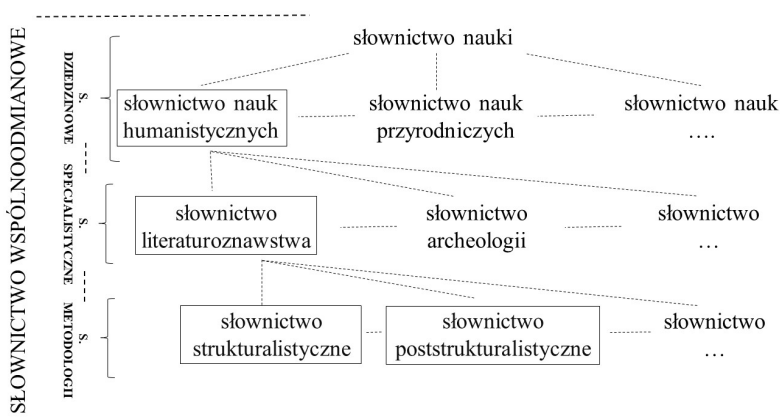 SŁOWNICTWO WSPÓLNOODMIANOWE
słownictwo nauki
S.
DZIEDZINOWE
słownictwo nauk
humanistycznych
słownictwo nauk
przyrodniczych
słownictwo nauk
….
S.
SPECJALISTYCZNE
słownictwo
literaturoznawstwa
słownictwo
archeologii
słownictwo
…
S.
METODOLOGII
słownictwo
strukturalistyczne
słownictwo
poststrukturalistyczne
słownictwo
…